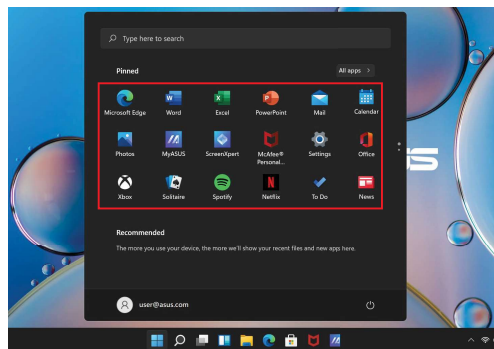 Type here to search
Pinned
All apps >
Microsoft Edge
Word
Excel
PowerPoint
Mail
Calendar
Photos
MyASUS
ScreenXpert
McAfee®
Personal...
Settings
Office
Xbox
Solitaire
Spotify
Netflix
To Do
News
Recommended
The more you use your device, the more we'll show your recent files and new apps here.
user@asus.com